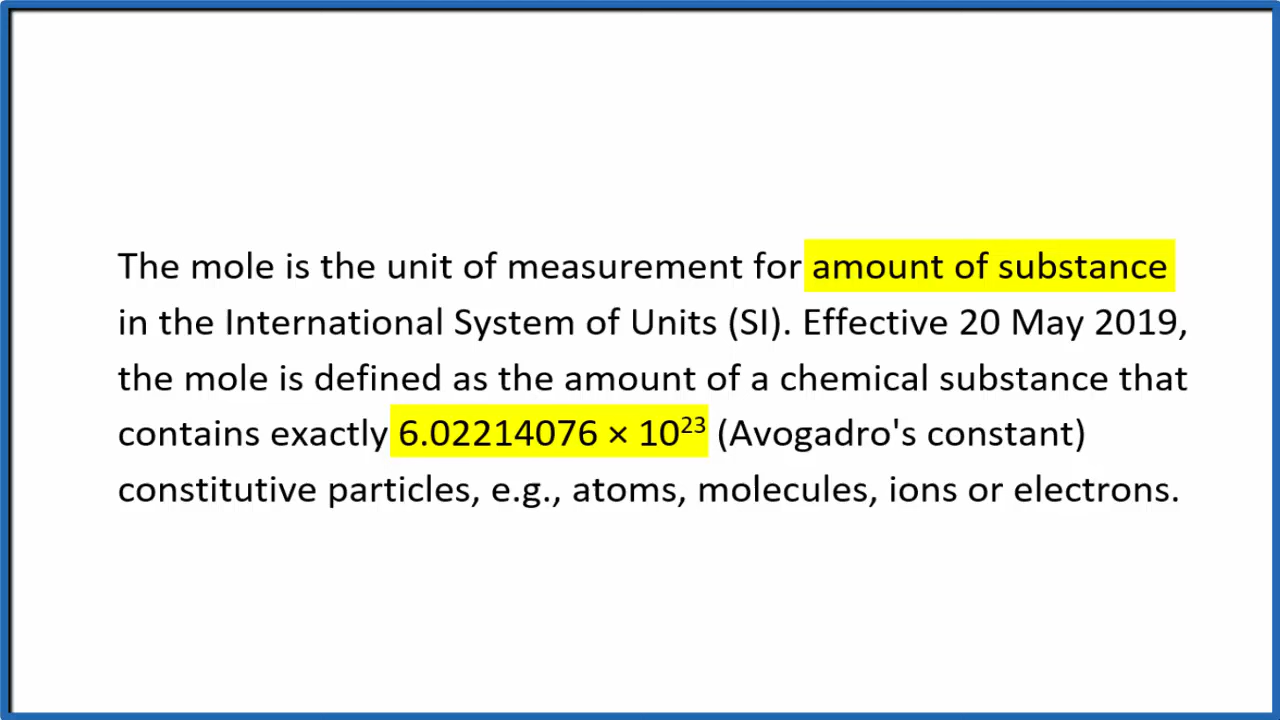 The mole is the unit of measurement for amount of substance
in the International System of Units (SI). Effective 20 May 2019,
the mole is defined as the amount of a chemical substance that
contains exactly 6.02214076 × 10²³ (Avogadro's constant)
constitutive particles, e.g., atoms, molecules, ions or electrons.